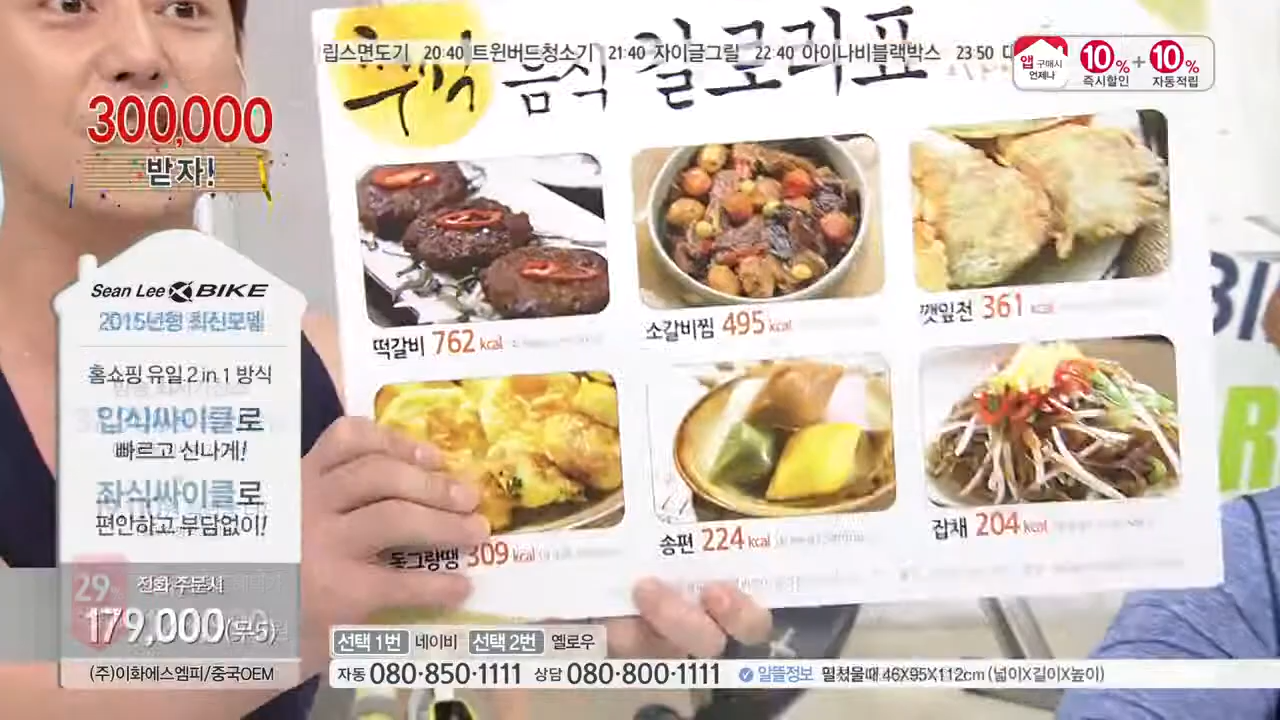 립스면도기 20:40 트윈버드청소기 21:40 자이글그릴 22:40 아이나비블랙박스 23:50
앱 구매시 언제나 10% 즉시할인 + 10% 자동적립
추석 음식 칼로리표
300,000
받자!
떡갈비 762 kcal
소갈비찜 495 kcal
깻잎전 361 kcal
동그랑땡 309 kcal
송편 224 kcal
잡채 204 kcal
Sean Lee X BIKE
2015년형 최신모델
홈쇼핑 유일 2 in 1 방식
입식싸이클로
빠르고 신나게!
좌식싸이클로
편안하고 부담없이!
29%
전화 주문시
179,000(무5)
(주)이화에스엠피/중국OEM
선택 1번 네이비 선택 2번 옐로우
자동 080·850·1111 상담 080·800·1111 알뜰정보 펼쳤을때 46X95X112cm (넓이X길이X높이)